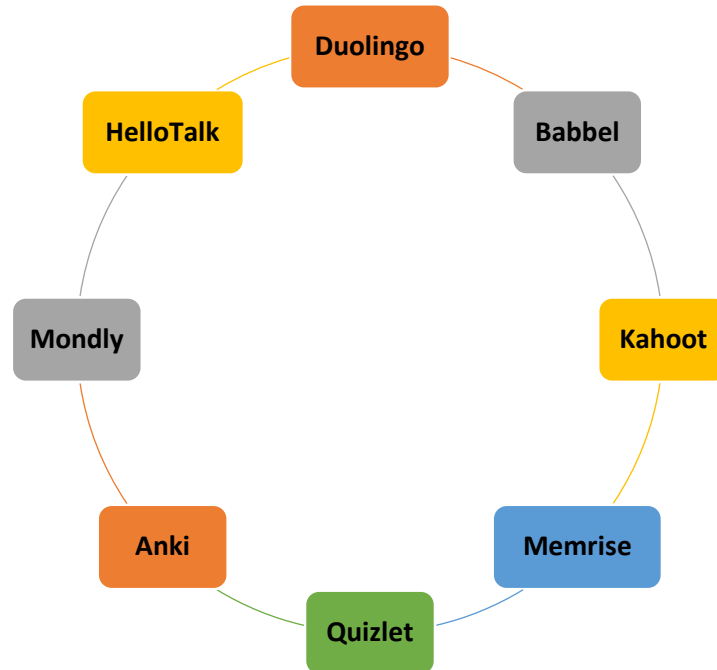 Duolingo
Babbel
Kahoot
Memrise
Quizlet
Anki
Mondly
HelloTalk